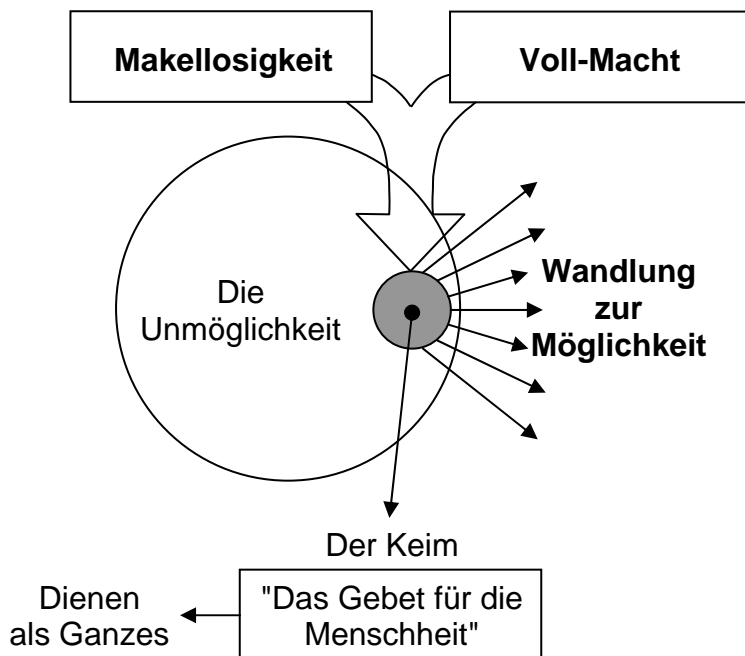 Makellosigkeit
Voll-Macht
Die
Unmöglichkeit
Wandlung
zur
Möglichkeit
Der Keim
"Das Gebet für die
Menschheit"
Dienen
als Ganzes